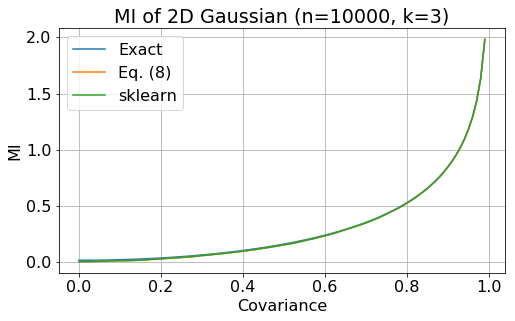 MI of 2D Gaussian (n=10000, k=3)
Exact
Eq. (8)
sklearn
MI
2.0
1.5
1.0
0.5
0.0
0.0 0.2 0.4 0.6 0.8 1.0
Covariance